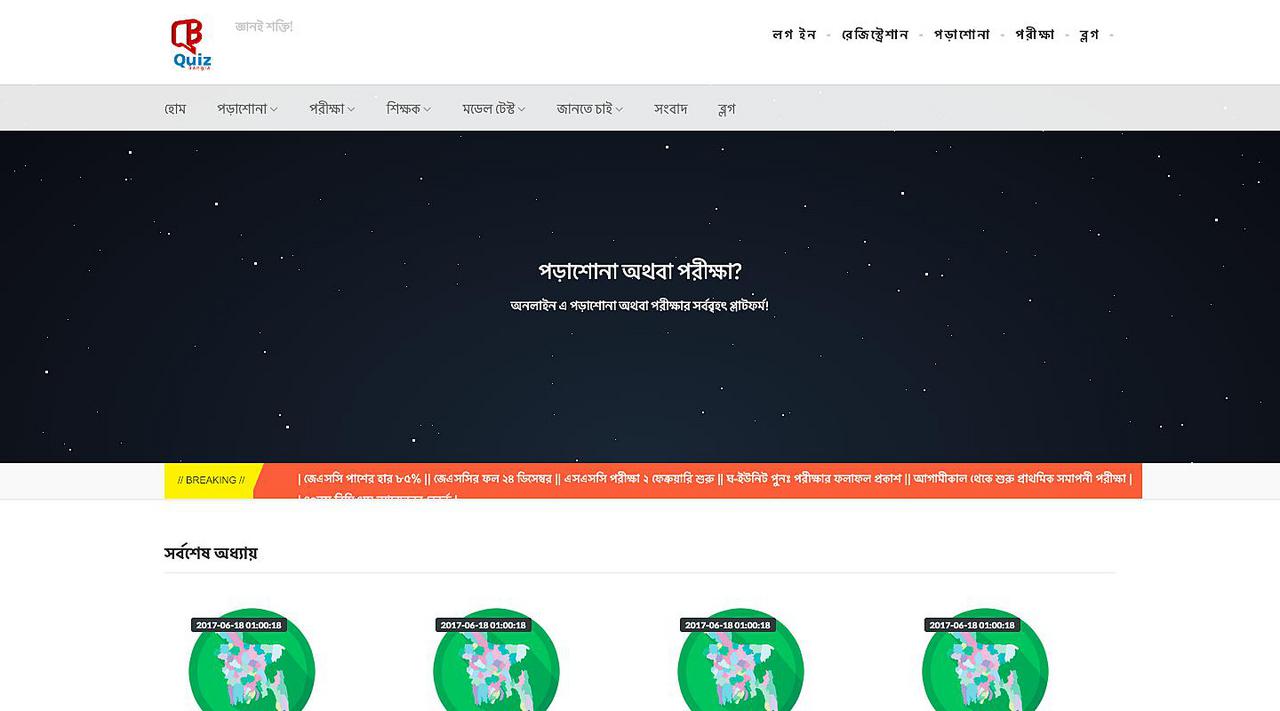 জ্ঞানই শক্তি!
Quiz
bangla
লগ ইন - রেজিস্ট্রেশান - পড়াশোনা - পরীক্ষা - ব্লগ -
হোম পড়াশোনা পরীক্ষা শিক্ষক মডেল টেস্ট জানতে চাই সংবাদ ব্লগ
পড়াশোনা অথবা পরীক্ষা?
অনলাইন এ পড়াশোনা অথবা পরীক্ষার সর্ববৃহৎ প্লাটফর্ম!
// BREAKING // | জেএসসি পাশের হার ৮৫% || জেএসসির ফল ২৪ ডিসেম্বর || এসএসসি পরীক্ষা ২ ফেব্রুয়ারি শুরু || ঘ-ইউনিট পুনঃ পরীক্ষার ফলাফল প্রকাশ || আগামীকাল থেকে শুরু প্রাথমিক সমাপনী পরীক্ষা |
সর্বশেষ অধ্যায়
2017-06-18 01:00:18 2017-06-18 01:00:18 2017-06-18 01:00:18 2017-06-18 01:00:18